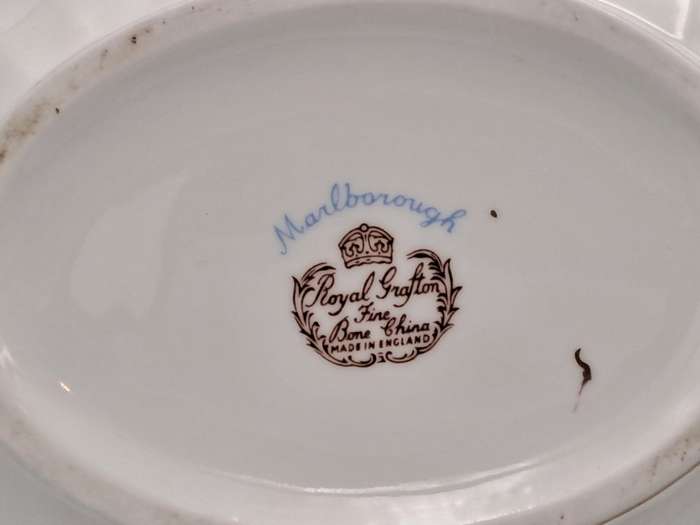 Marlborough
Royal Grafton
Fine
Bone China
MADE IN ENGLAND